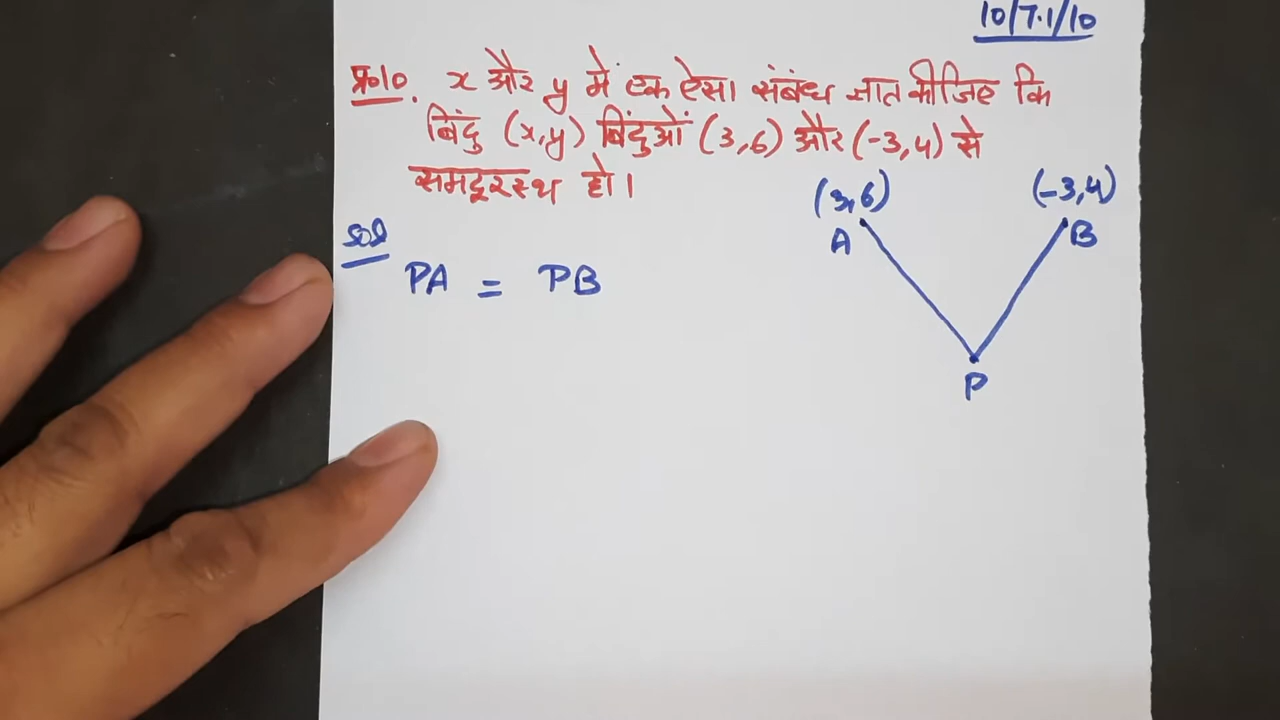 10/7.1/10
प्र०10. x और y में एक ऐसा संबंध ज्ञात कीजिए कि
बिंदु (x,y) बिंदुओं (3,6) और (-3,4) से
समदूरस्थ हो।
(3,6) (-3,4)
A B
Sol
PA = PB
P